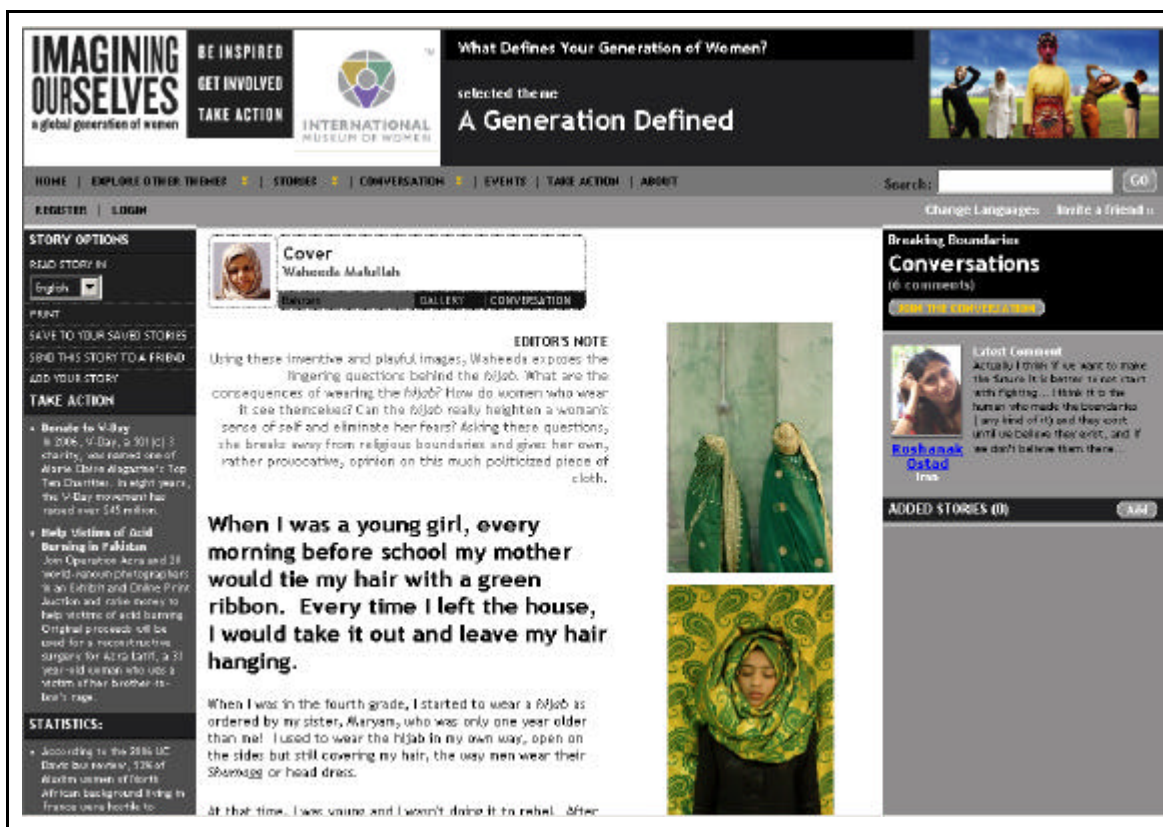 IMAGINING
OURSELVES
a global generation of women
BE INSPIRED
GET INVOLVED
TAKE ACTION
TM
INTERNATIONAL
MUSEUM OF WOMEN
What Defines Your Generation of Women?
selected theme
A Generation Defined
HOME | EXPLORE OTHER THEMES | STORIES | CONVERSATION | EVENTS | TAKE ACTION | ABOUT
Search: GO
REGISTER | LOGIN
Change Language:: Invite a friend ::
STORY OPTIONS
READ STORY IN
English
PRINT
SAVE TO YOUR SAVED STORIES
SEND THIS STORY TO A FRIEND
ADD YOUR STORY
TAKE ACTION
Donate to V-Day
In 2006, V-Day, a 501(c) 3
charity, was named one of
Marie Claire Magazine's Top
Ten Charities. In eight years,
the V-Day movement has
raised over $45 million.
Help Victims of Acid
Burning in Pakistan
Join Operation Azra and 20
world-renown photographers
in an Exhibit and Online Print
Auction and raise money to
help victims of acid burning.
Original proceeds will be
used for a reconstructive
surgery for Azra Latif, a 31
year-old woman who was a
victim of her brother-in-
law's rage.
STATISTICS:
According to the 2006 UC
Davis law review,
Muslim women of North
African background living in
France were hostile to
Cover
Waheeda Malullah
Bahrain GALLERY | CONVERSATION
EDITOR'S NOTE
Using these inventive and playful images, Waheeda exposes the
lingering questions behind the hijab. What are the
consequences of wearing the hijab? How do women who wear
it see themselves? Can the hijab really heighten a woman's
sense of self and eliminate her fears? Asking these questions,
she breaks away from religious boundaries and gives her own,
rather provocative, opinion on this much politicized piece of
cloth.
When I was a young girl, every
morning before school my mother
would tie my hair with a green
ribbon. Every time I left the house,
I would take it out and leave my hair
hanging.
When I was in the fourth grade, I started to wear a hijab as
ordered by my sister, Maryam, who was only one year older
than me! I used to wear the hijab in my own way, open on
the sides but still covering my hair, the way men wear their
Shumagg or head dress.
At that time, I was young and I wasn't doing it to rebel. After
Breaking Boundaries
Conversations
(6 comments)
JOIN THE CONVERSATION
Latest Comment
Actually I think if we want to make
the future it is better to not start
with fighting... I think it is the
human who made the boundaries
( any kind of it) and they exist
until we believe they exist, and if
we don't believe them there...
Roshanak
Ostad
Iran
ADDED STORIES (0) Add